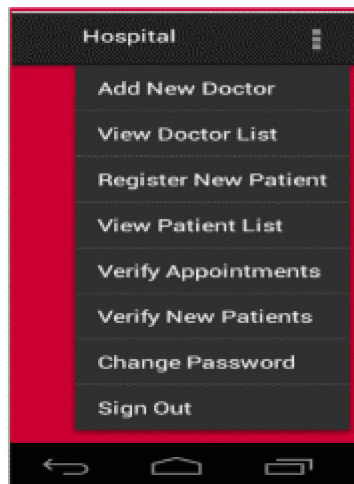 Hospital
Add New Doctor
View Doctor List
Register New Patient
View Patient List
Verify Appointments
Verify New Patients
Change Password
Sign Out